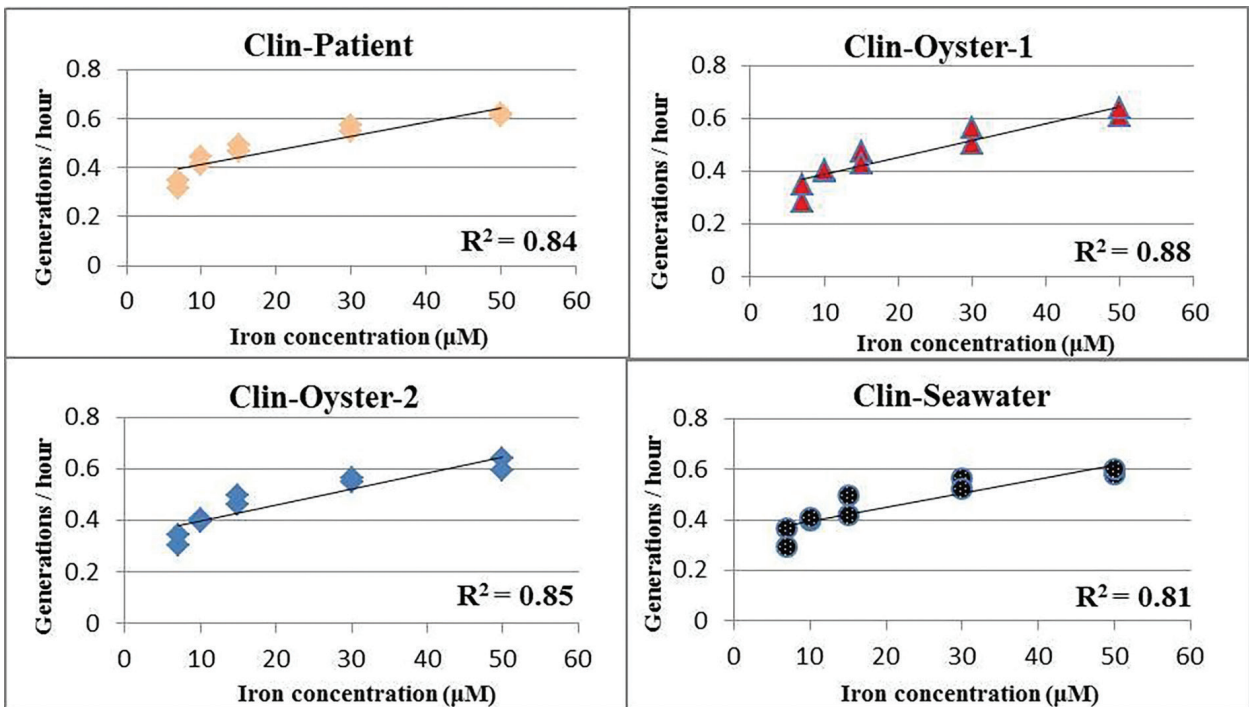 Clin-Patient
Generations / hour
0.8
0.6
0.4
0.2
0
R² = 0.84
0 10 20 30 40 50 60
Iron concentration (µM)
Clin-Oyster-1
Generations / hour
0.8
0.6
0.4
0.2
0
R² = 0.88
0 10 20 30 40 50 60
Iron concentration (µM)
Clin-Oyster-2
Generations / hour
0.8
0.6
0.4
0.2
0
R² = 0.85
0 10 20 30 40 50 60
Iron concentration (µM)
Clin-Seawater
Generations / hour
0.8
0.6
0.4
0.2
0
R² = 0.81
0 10 20 30 40 50 60
Iron concentration (µM)